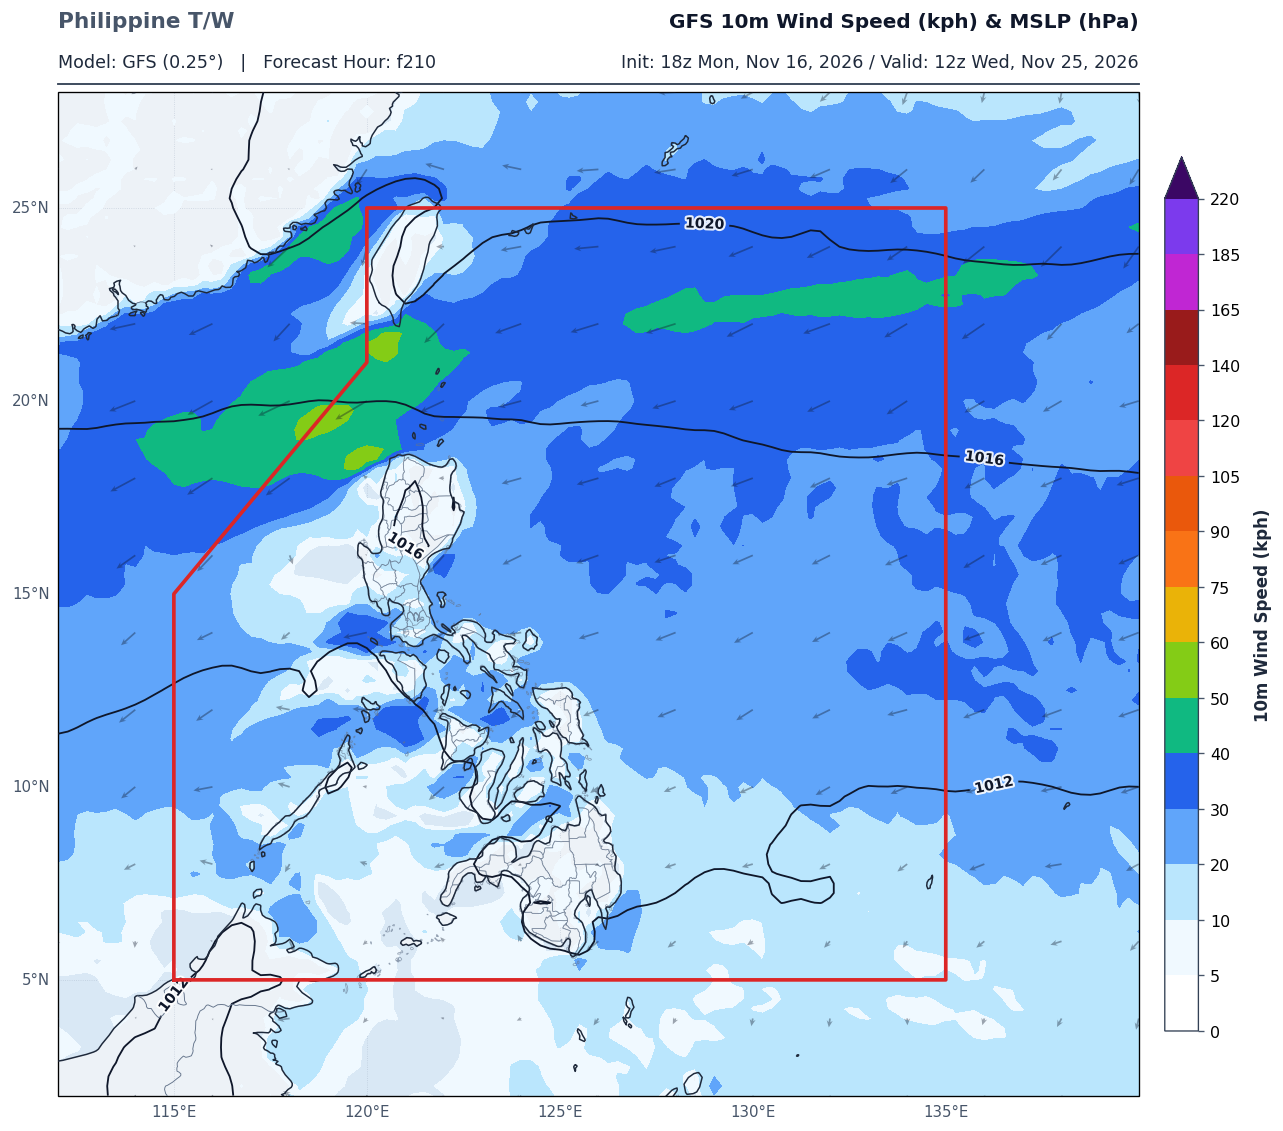 Philippine T/W
GFS 10m Wind Speed (kph) & MSLP (hPa)
Model: GFS (0.25°)   |   Forecast Hour: f210
Init: 18z Mon, Nov 16, 2026 / Valid: 12z Wed, Nov 25, 2026
25°N
20°N
15°N
10°N
5°N
115°E
120°E
125°E
130°E
135°E
1020
1016
1016
1012
1012
220
185
165
140
120
105
90
75
60
50
40
30
20
10
5
0
10m Wind Speed (kph)